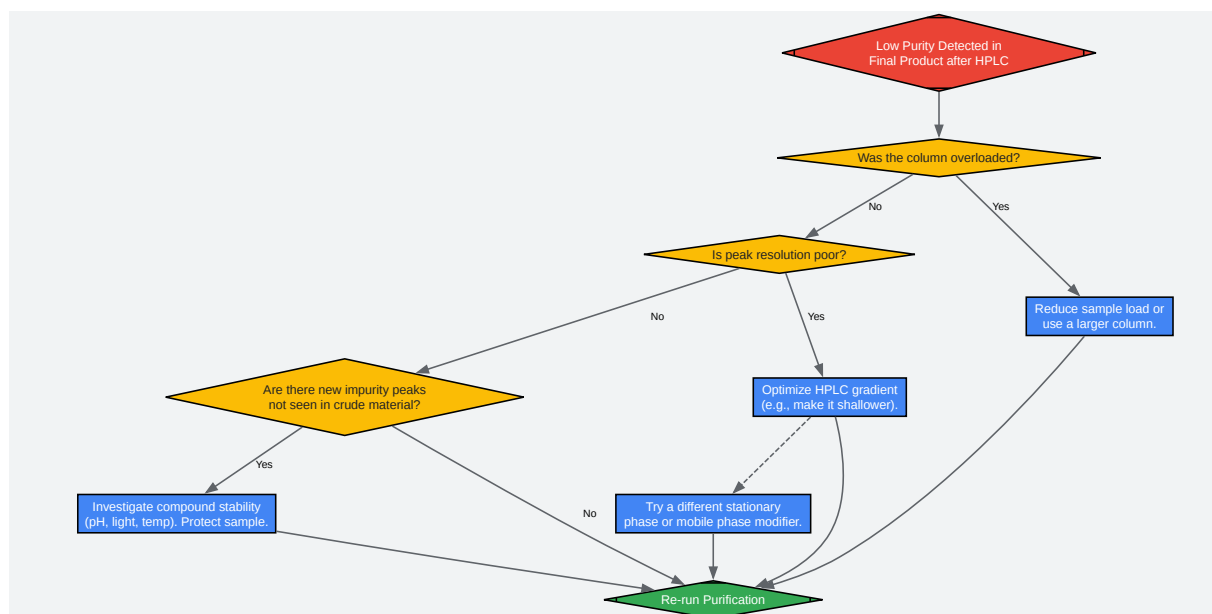 Low Purity Detected in
Final Product after HPLC
Was the column overloaded?
No
Yes
Is peak resolution poor?
Reduce sample load or
use a larger column.
No
Yes
Are there new impurity peaks
not seen in crude material?
Optimize HPLC gradient
(e.g., make it shallower).
Yes
Investigate compound stability
(pH, light, temp). Protect sample.
No
Try a different stationary
phase or mobile phase modifier.
Re-run Purification